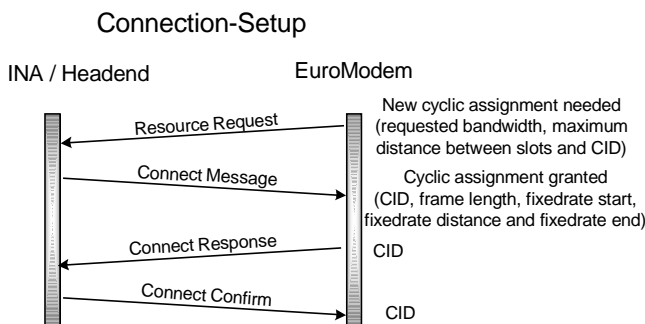 Connection-Setup
INA / Headend
EuroModem
Resource Request
New cyclic assignment needed
(requested bandwidth, maximum
distance between slots and CID)
Connect Message
Cyclic assignment granted
(CID, frame length, fixedrate start,
fixedrate distance and fixedrate end)
Connect Response
CID
Connect Confirm
CID